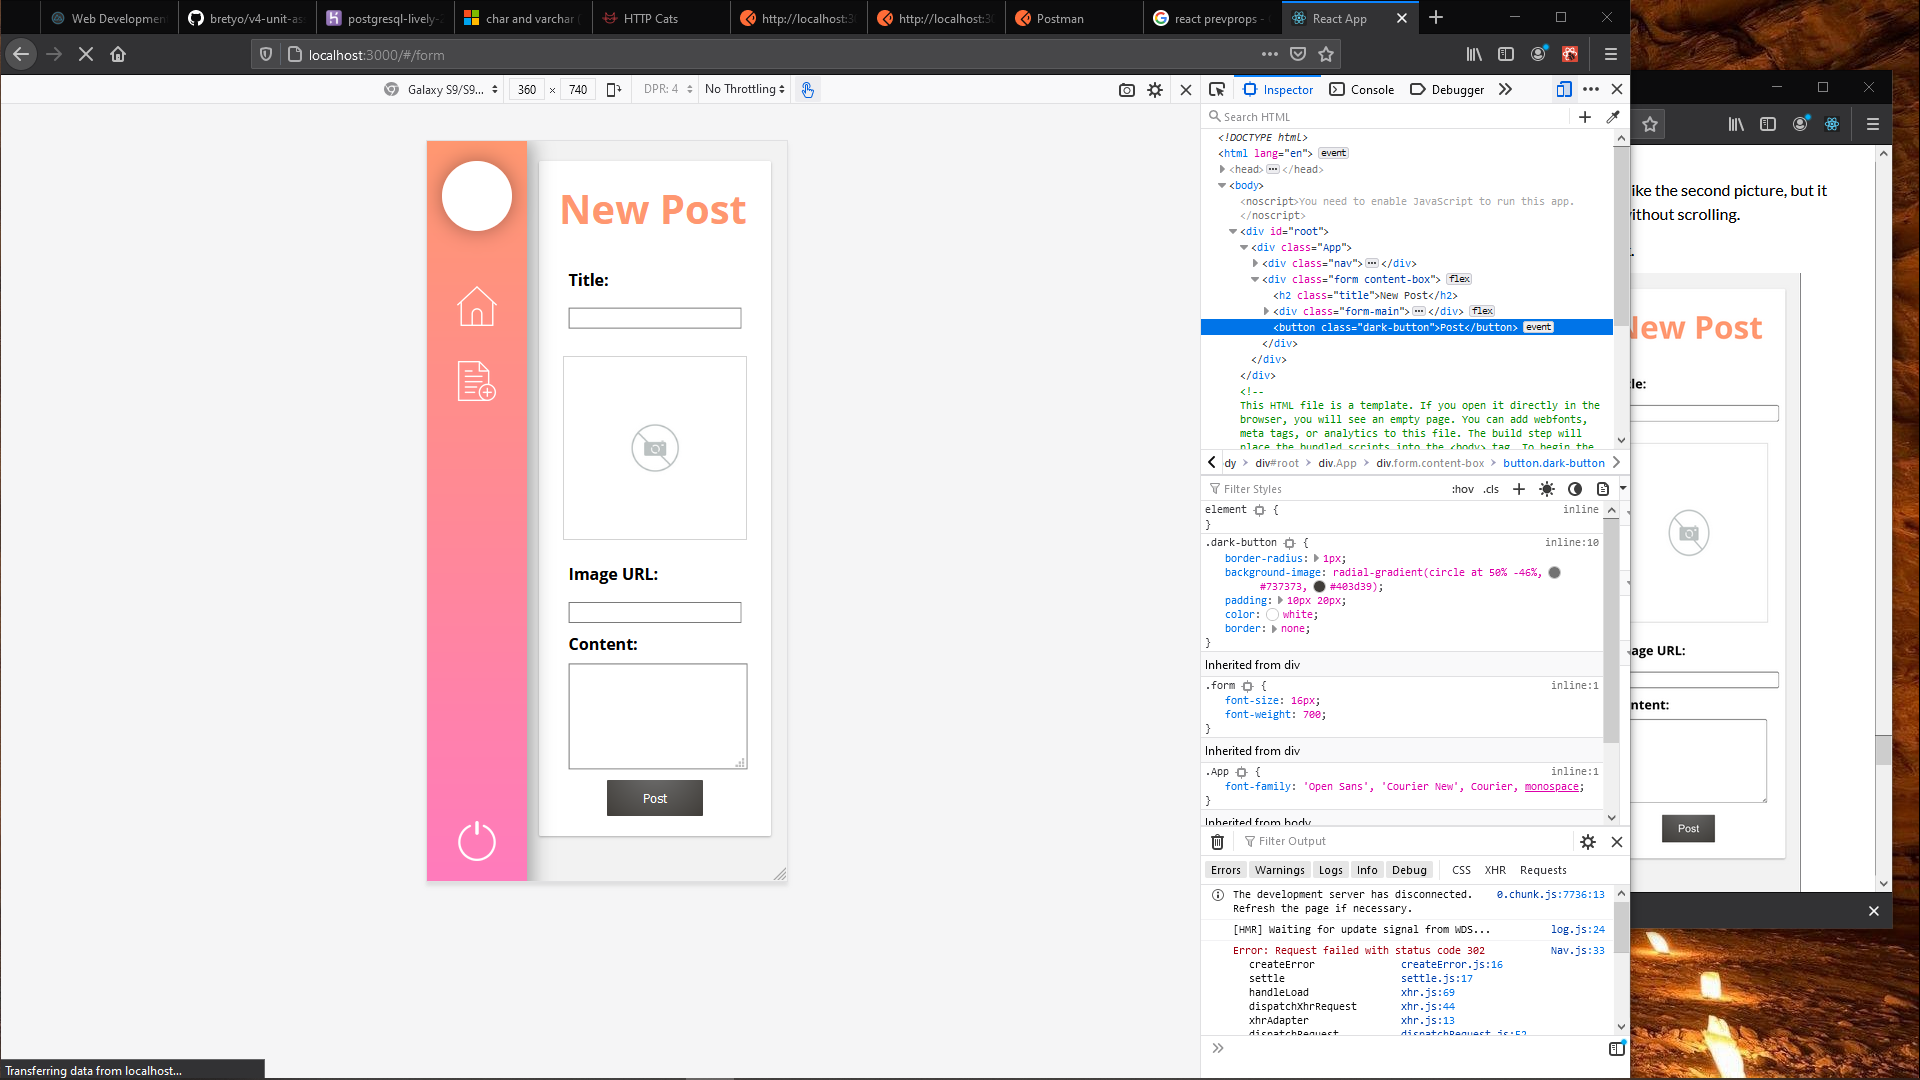 Web Development
bretyo/v4-unit-ass
postgresql-lively-2
char and varchar (
HTTP Cats
http://localhost:30
http://localhost:30
Postman
react prevprops -
React App
localhost:3000/#/form
Galaxy S9/S9...
360 × 740
DPR: 4
No Throttling
Inspector
Console
Debugger
Search HTML
<!DOCTYPE html>
<html lang="en"> event
<head> ··· </head>
<body>
<noscript>You need to enable JavaScript to run this app.
</noscript>
<div id="root">
<div class="App">
<div class="nav"> ··· </div>
<div class="form content-box"> flex
<h2 class="title">New Post</h2>
<div class="form-main"> ··· </div> flex
<button class="dark-button">Post</button> event
</div>
</div>
</div>
<!--
This HTML file is a template. If you open it directly in the
browser, you will see an empty page. You can add webfonts,
meta tags, or analytics to this file. The build step will
place the bundled scripts into the <body> tag. To begin the
dy > div#root > div.App > div.form.content-box > button.dark-button
Filter Styles
:hov .cls
element { inline
}
.dark-button { inline:10
border-radius: 1px;
background-image: radial-gradient(circle at 50% -46%,
#737373, #403d39);
padding: 10px 20px;
color: white;
border: none;
}
Inherited from div
.form { inline:1
font-size: 16px;
font-weight: 700;
}
Inherited from div
.App { inline:1
font-family: 'Open Sans', 'Courier New', Courier, monospace;
}
Inherited from body
Filter Output
Errors Warnings Logs Info Debug CSS XHR Requests
The development server has disconnected. 0.chunk.js:7736:13
Refresh the page if necessary.
[HMR] Waiting for update signal from WDS... log.js:24
Error: Request failed with status code 302 Nav.js:33
createError createError.js:16
settle settle.js:17
handleLoad xhr.js:69
dispatchXhrRequest xhr.js:44
xhrAdapter xhr.js:13
dispatchRequest dispatchRequest.js:52
New Post
Title:
Image URL:
Content:
Post
Transferring data from localhost...
ike the second picture, but it
ithout scrolling.
New Post
tle:
age URL:
ntent:
Post